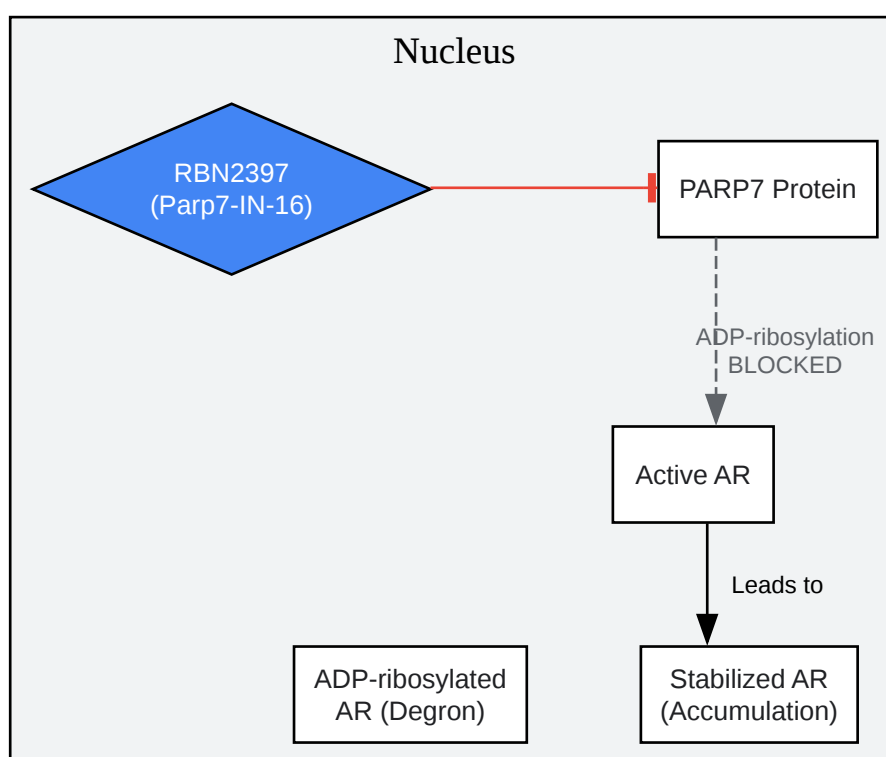 Nucleus
RBN2397
(Parp7-IN-16)
PARP7 Protein
ADP-ribosylation
BLOCKED
Active AR
Leads to
ADP-ribosylated
AR (Degron)
Stabilized AR
(Accumulation)